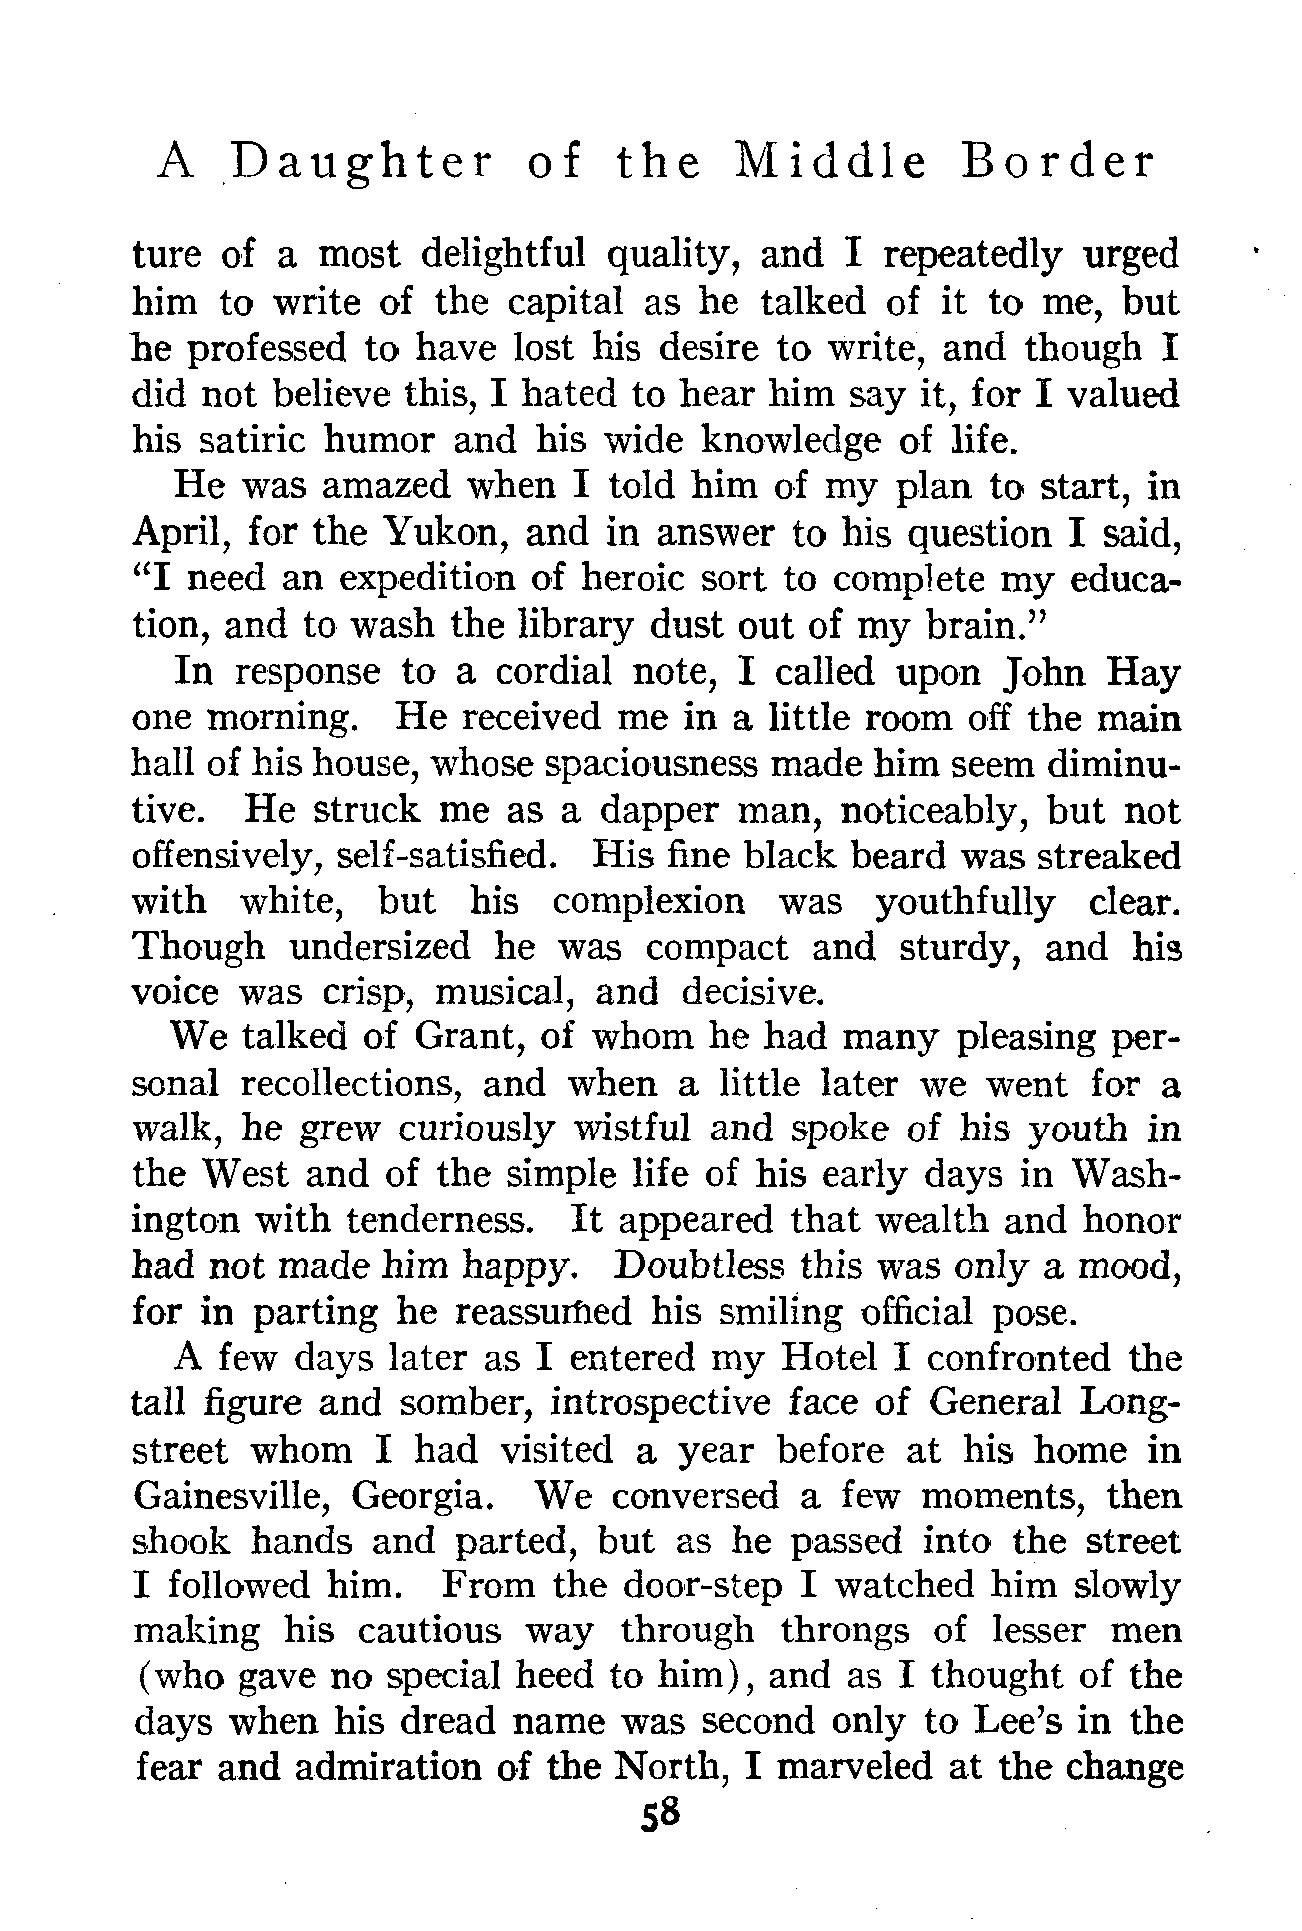 A Daughter of the Middle Border
ture of a most delightful quality, and I repeatedly urged
him to write of the capital as he talked of it to me, but
he professed to have lost his desire to write, and though I
did not believe this, I hated to hear him say it, for I valued
his satiric humor and his wide knowledge of life.
He was amazed when I told him of my plan to start, in
April, for the Yukon, and in answer to his question I said,
“I need an expedition of heroic sort to complete my educa-
tion, and to wash the library dust out of my brain.”
In response to a cordial note, I called upon John Hay
one morning. He received me in a little room off the main
hall of his house, whose spaciousness made him seem diminu-
tive. He struck me as a dapper man, noticeably, but not
offensively, self-satisfied. His fine black beard was streaked
with white, but his complexion was youthfully clear.
Though undersized he was compact and sturdy, and his
voice was crisp, musical, and decisive.
We talked of Grant, of whom he had many pleasing per-
sonal recollections, and when a little later we went for a
walk, he grew curiously wistful and spoke of his youth in
the West and of the simple life of his early days in Wash-
ington with tenderness. It appeared that wealth and honor
had not made him happy. Doubtless this was only a mood,
for in parting he reassumed his smiling official pose.
A few days later as I entered my Hotel I confronted the
tall figure and somber, introspective face of General Long-
street whom I had visited a year before at his home in
Gainesville, Georgia. We conversed a few moments, then
shook hands and parted, but as he passed into the street
I followed him. From the door-step I watched him slowly
making his cautious way through throngs of lesser men
(who gave no special heed to him), and as I thought of the
days when his dread name was second only to Lee’s in the
fear and admiration of the North, I marveled at the change
58